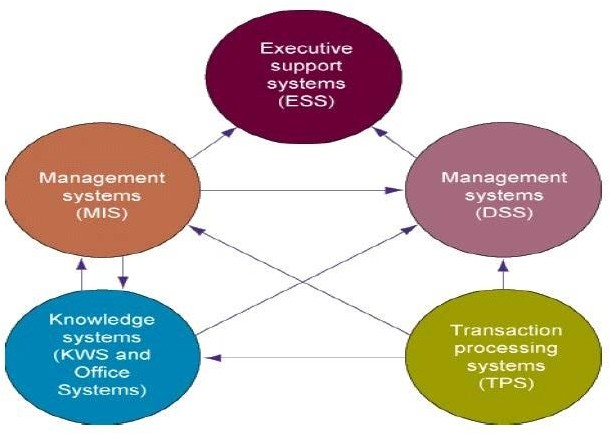 Executive
support
systems
(ESS)
Management
systems
(MIS)
Management
systems
(DSS)
Knowledge
systems
(KWS and
Office
Systems)
Transaction
processing
systems
(TPS)